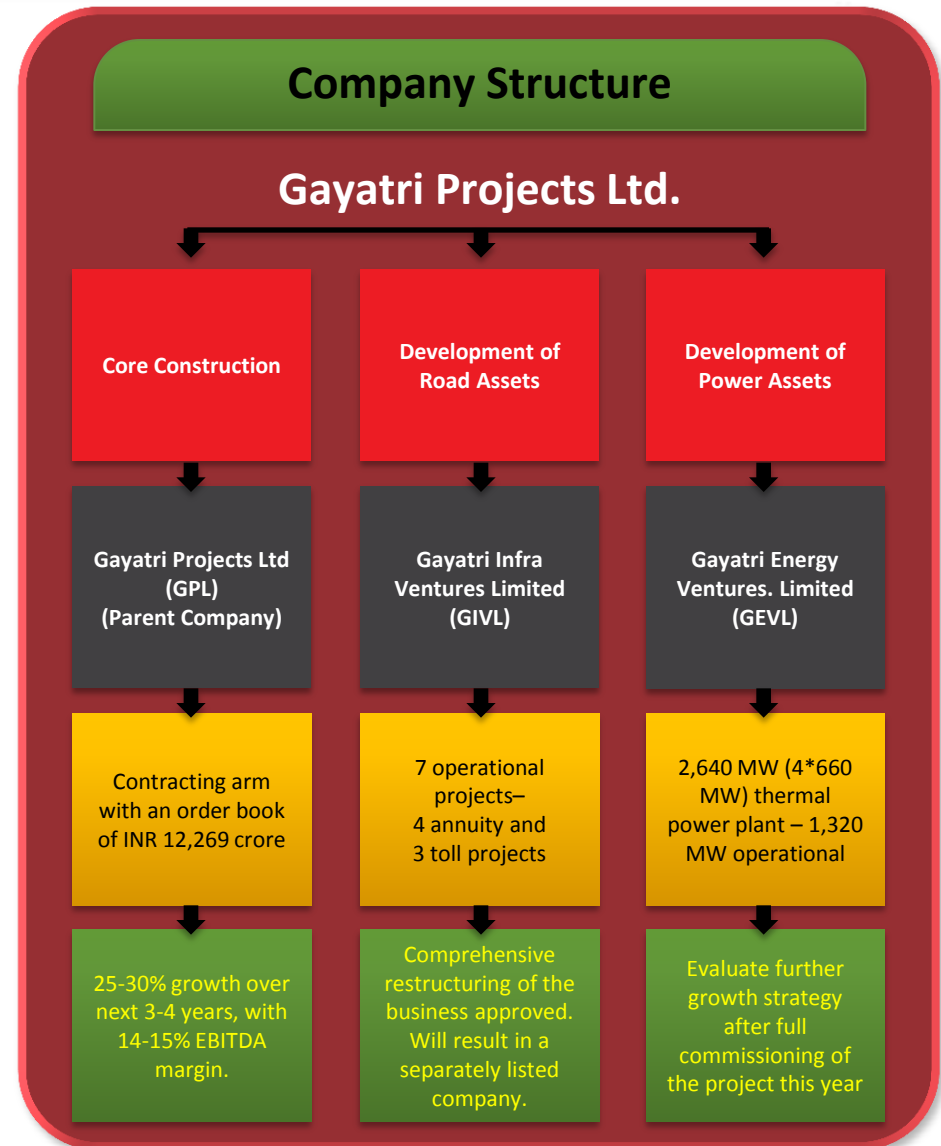 Company Structure
Gayatri Projects Ltd.
Core Construction
Development of
Road Assets
Development of
Power Assets
Gayatri Projects Ltd
(GPL)
(Parent Company)
Gayatri Infra
Ventures Limited
(GIVL)
Gayatri Energy
Ventures. Limited
(GEVL)
Contracting arm
with an order book
of INR 12,269 crore
7 operational
projects–
4 annuity and
3 toll projects
2,640 MW (4*660
MW) thermal
power plant – 1,320
MW operational
25-30% growth over
next 3-4 years, with
14-15% EBITDA
margin.
Comprehensive
restructuring of the
business approved.
Will result in a
separately listed
company.
Evaluate further
growth strategy
after full
commissioning of
the project this year